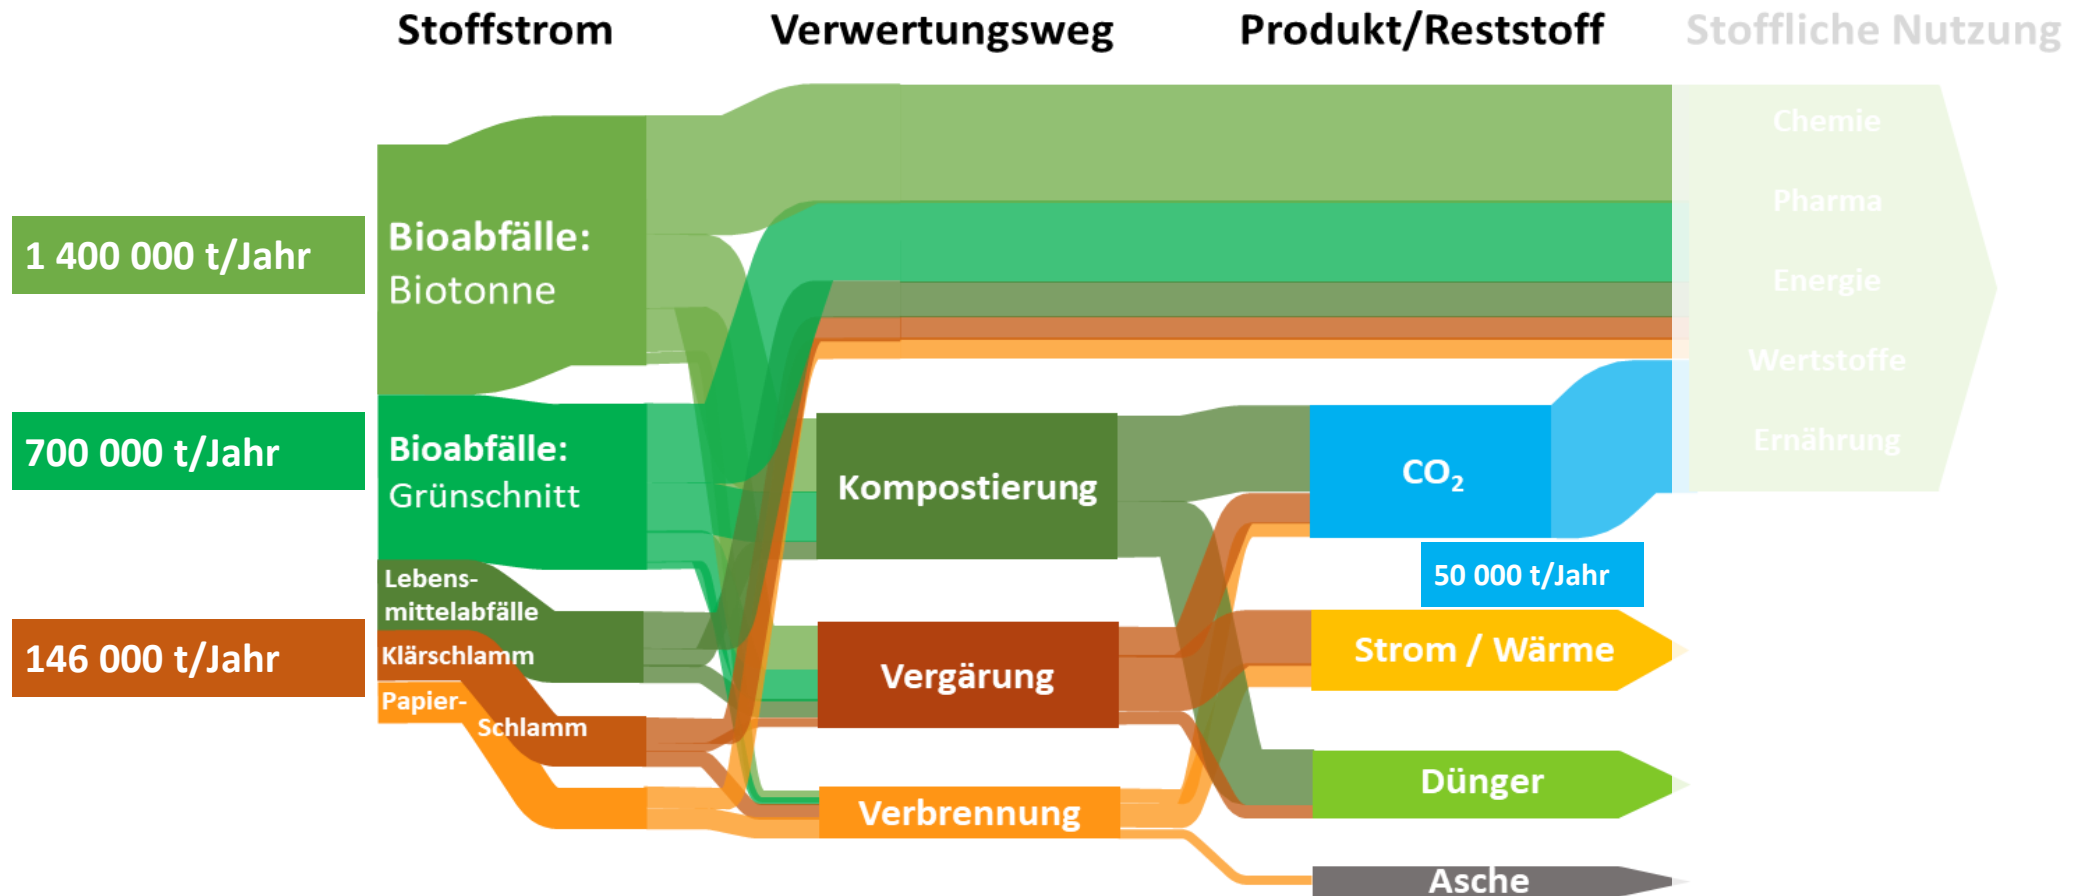 Stoffstrom
Verwertungsweg
Produkt/Reststoff
Stoffliche Nutzung
1 400 000 t/Jahr
Bioabfälle:
Biotonne
700 000 t/Jahr
Bioabfälle:
Grünschnitt
146 000 t/Jahr
Lebens-
mittelabfälle
Klärschlamm
Papier-
Schlamm
Kompostierung
Vergärung
Verbrennung
CO₂
50 000 t/Jahr
Strom / Wärme
Dünger
Asche
Chemie
Pharma
Energie
Wertstoffe
Ernährung